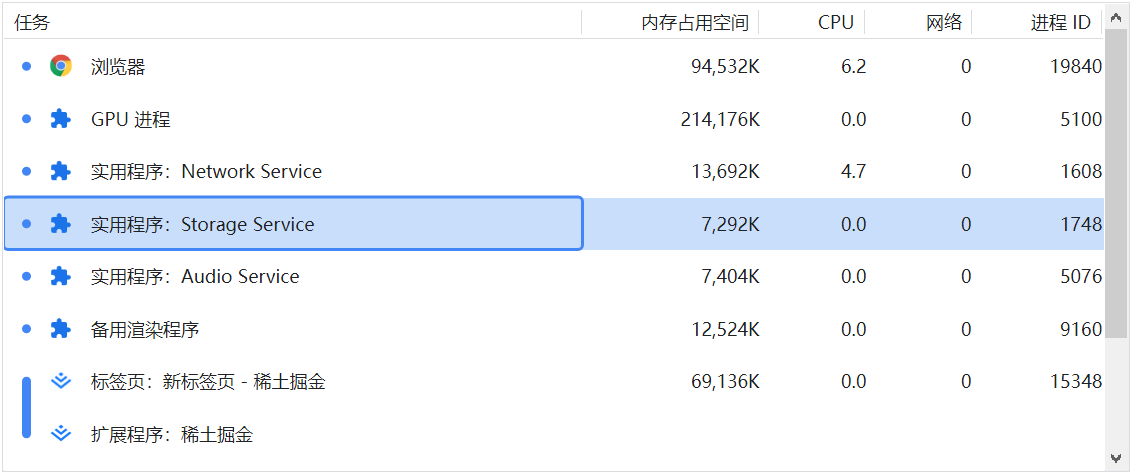 任务 内存占用空间 CPU 网络 进程 ID
浏览器 94,532K 6.2 0 19840
GPU 进程 214,176K 0.0 0 5100
实用程序：Network Service 13,692K 4.7 0 1608
实用程序：Storage Service 7,292K 0.0 0 1748
实用程序：Audio Service 7,404K 0.0 0 5076
备用渲染程序 12,524K 0.0 0 9160
标签页：新标签页 - 稀土掘金 69,136K 0.0 0 15348
扩展程序：稀土掘金